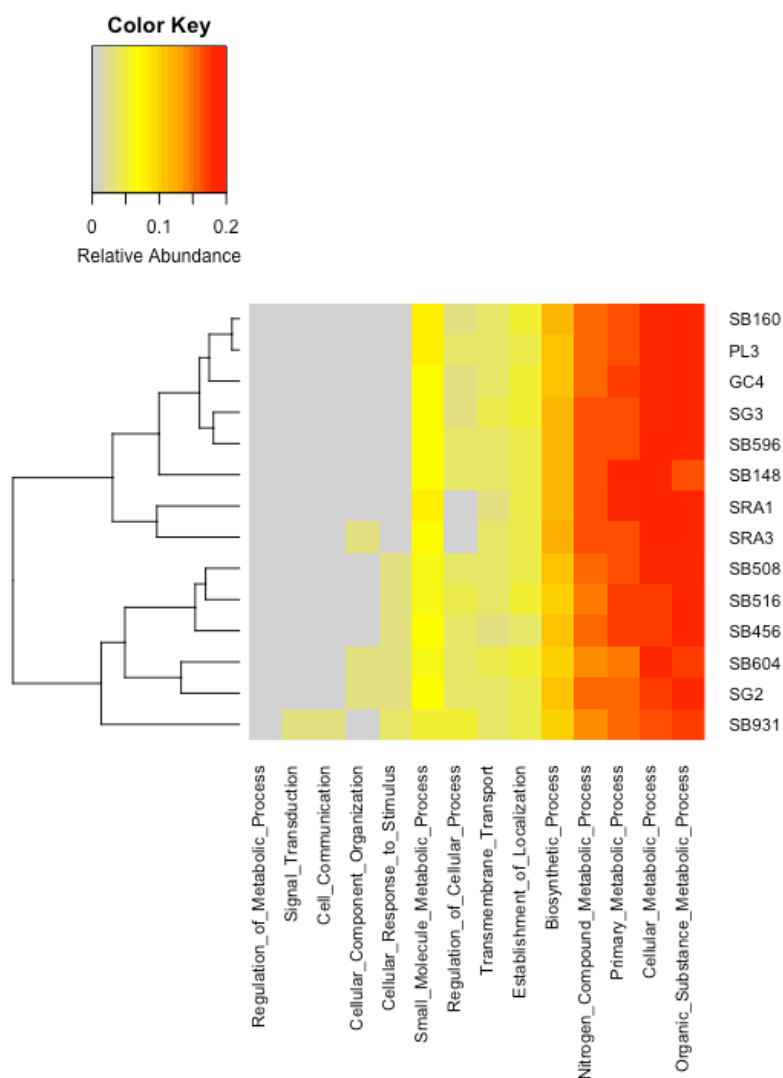 Color Key
0 0.1 0.2
Relative Abundance
SB160
PL3
GC4
SG3
SB596
SB148
SRA1
SRA3
SB508
SB516
SB456
SB604
SG2
SB931
Regulation_of_Metabolic_Process
Signal_Transduction
Cell_Communication
Cellular_Component_Organization
Cellular_Response_to_Stimulus
Small_Molecule_Metabolic_Process
Regulation_of_Cellular_Process
Transmembrane_Transport
Establishment_of_Localization
Biosynthetic_Process
Nitrogen_Compound_Metabolic_Process
Primary_Metabolic_Process
Cellular_Metabolic_Process
Organic_Substance_Metabolic_Process